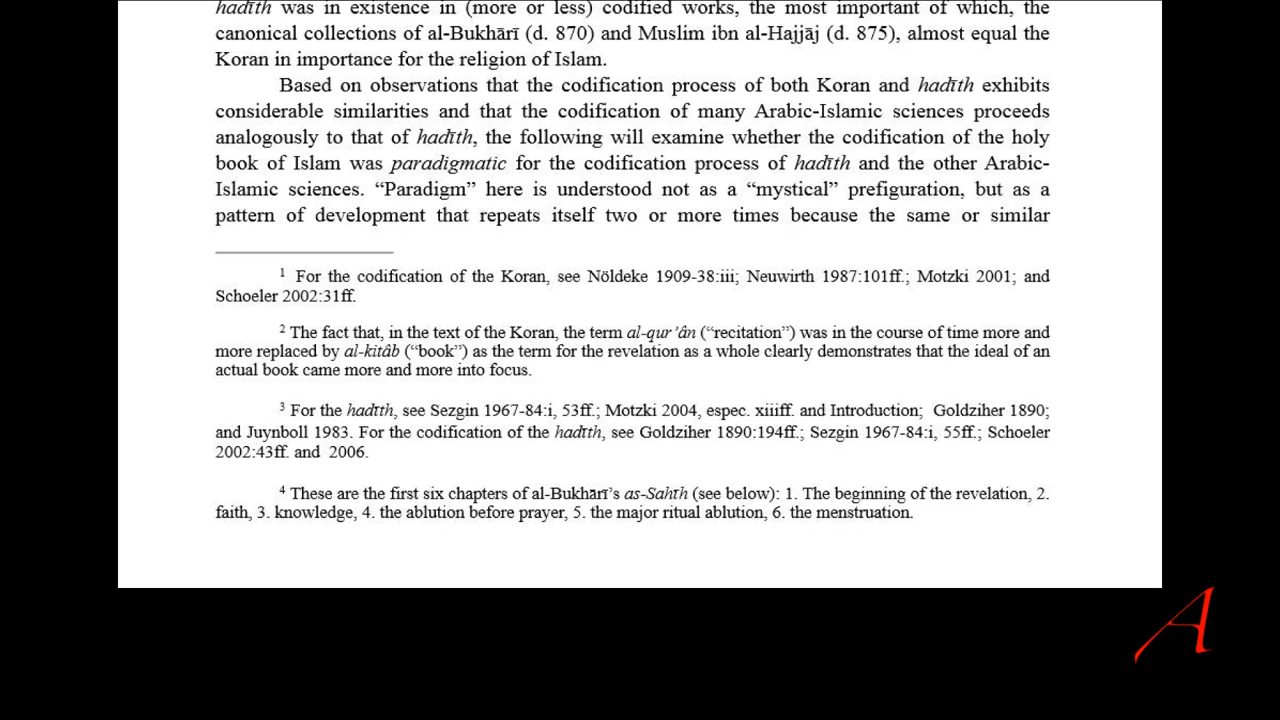 hadīth was in existence in (more or less) codified works, the most important of which, the
canonical collections of al-Bukhārī (d. 870) and Muslim ibn al-Hajjāj (d. 875), almost equal the
Koran in importance for the religion of Islam.
Based on observations that the codification process of both Koran and hadīth exhibits
considerable similarities and that the codification of many Arabic-Islamic sciences proceeds
analogously to that of hadīth, the following will examine whether the codification of the holy
book of Islam was paradigmatic for the codification process of hadīth and the other Arabic-
Islamic sciences. “Paradigm” here is understood not as a “mystical” prefiguration, but as a
pattern of development that repeats itself two or more times because the same or similar
1 For the codification of the Koran, see Nöldeke 1909-38:iii; Neuwirth 1987:101ff.; Motzki 2001; and
Schoeler 2002:31ff.
2 The fact that, in the text of the Koran, the term al-qur’ân (“recitation”) was in the course of time more and
more replaced by al-kitâb (“book”) as the term for the revelation as a whole clearly demonstrates that the ideal of an
actual book came more and more into focus.
3 For the hadīth, see Sezgin 1967-84:i, 53ff.; Motzki 2004, espec. xiiiff. and Introduction; Goldziher 1890;
and Juynboll 1983. For the codification of the hadīth, see Goldziher 1890:194ff.; Sezgin 1967-84:i, 55ff.; Schoeler
2002:43ff. and 2006.
4 These are the first six chapters of al-Bukhārī’s as-Sahīh (see below): 1. The beginning of the revelation, 2.
faith, 3. knowledge, 4. the ablution before prayer, 5. the major ritual ablution, 6. the menstruation.
A